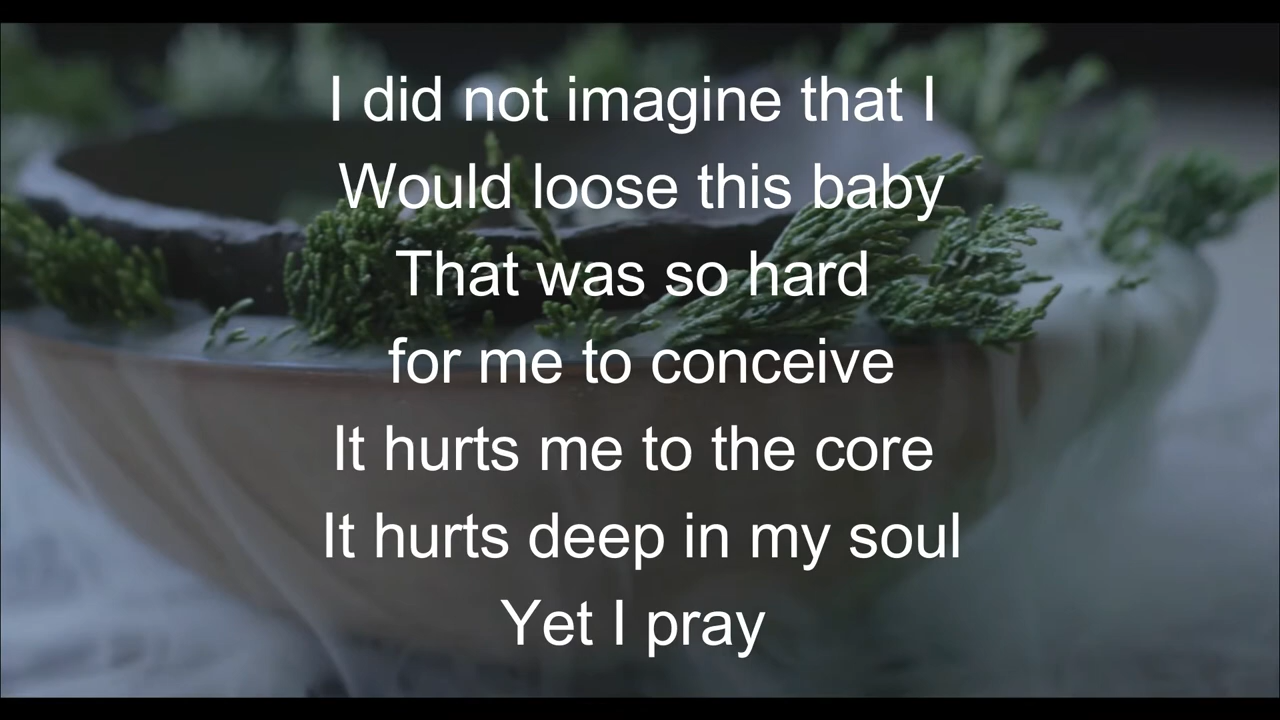 I did not imagine that I
Would loose this baby
That was so hard
for me to conceive
It hurts me to the core
It hurts deep in my soul
Yet I pray